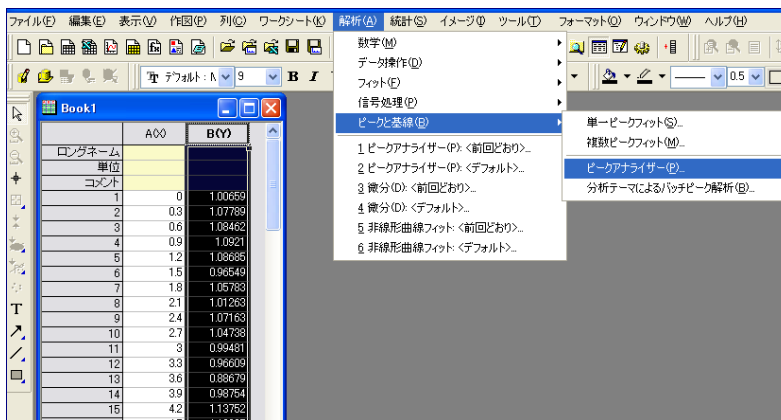 ファイル(F) 編集(E) 表示(V) 作図(P) 列(C) ワークシート(K) 解析(A) 統計(S) イメージ(I) ツール(T) フォーマット(O) ウィンドウ(W) ヘルプ(H)
デフォルト: 9 B I 0.5
数学(M)
データ操作(D)
フィット(F)
信号処理(P)
ピークと基線(B)
1 ピークアナライザー(P): <前回どおり>...
2 ピークアナライザー(P): <デフォルト>...
3 微分(D): <前回どおり>...
4 微分(D): <デフォルト>...
5 非線形曲線フィット: <前回どおり>...
6 非線形曲線フィット: <デフォルト>...
単一ピークフィット(S)...
複数ピークフィット(M)...
ピークアナライザー(P)...
分析テーマによるバッチピーク解析(B)...
Book1
A(X) B(Y)
ロングネーム
単位
コメント
1 0 1.00659
2 0.3 1.07789
3 0.6 1.08462
4 0.9 1.0921
5 1.2 1.08685
6 1.5 0.96549
7 1.8 1.05783
8 2.1 1.01263
9 2.4 1.07163
10 2.7 1.04738
11 3 0.99481
12 3.3 0.96609
13 3.6 0.88679
14 3.9 0.98754
15 4.2 1.13752